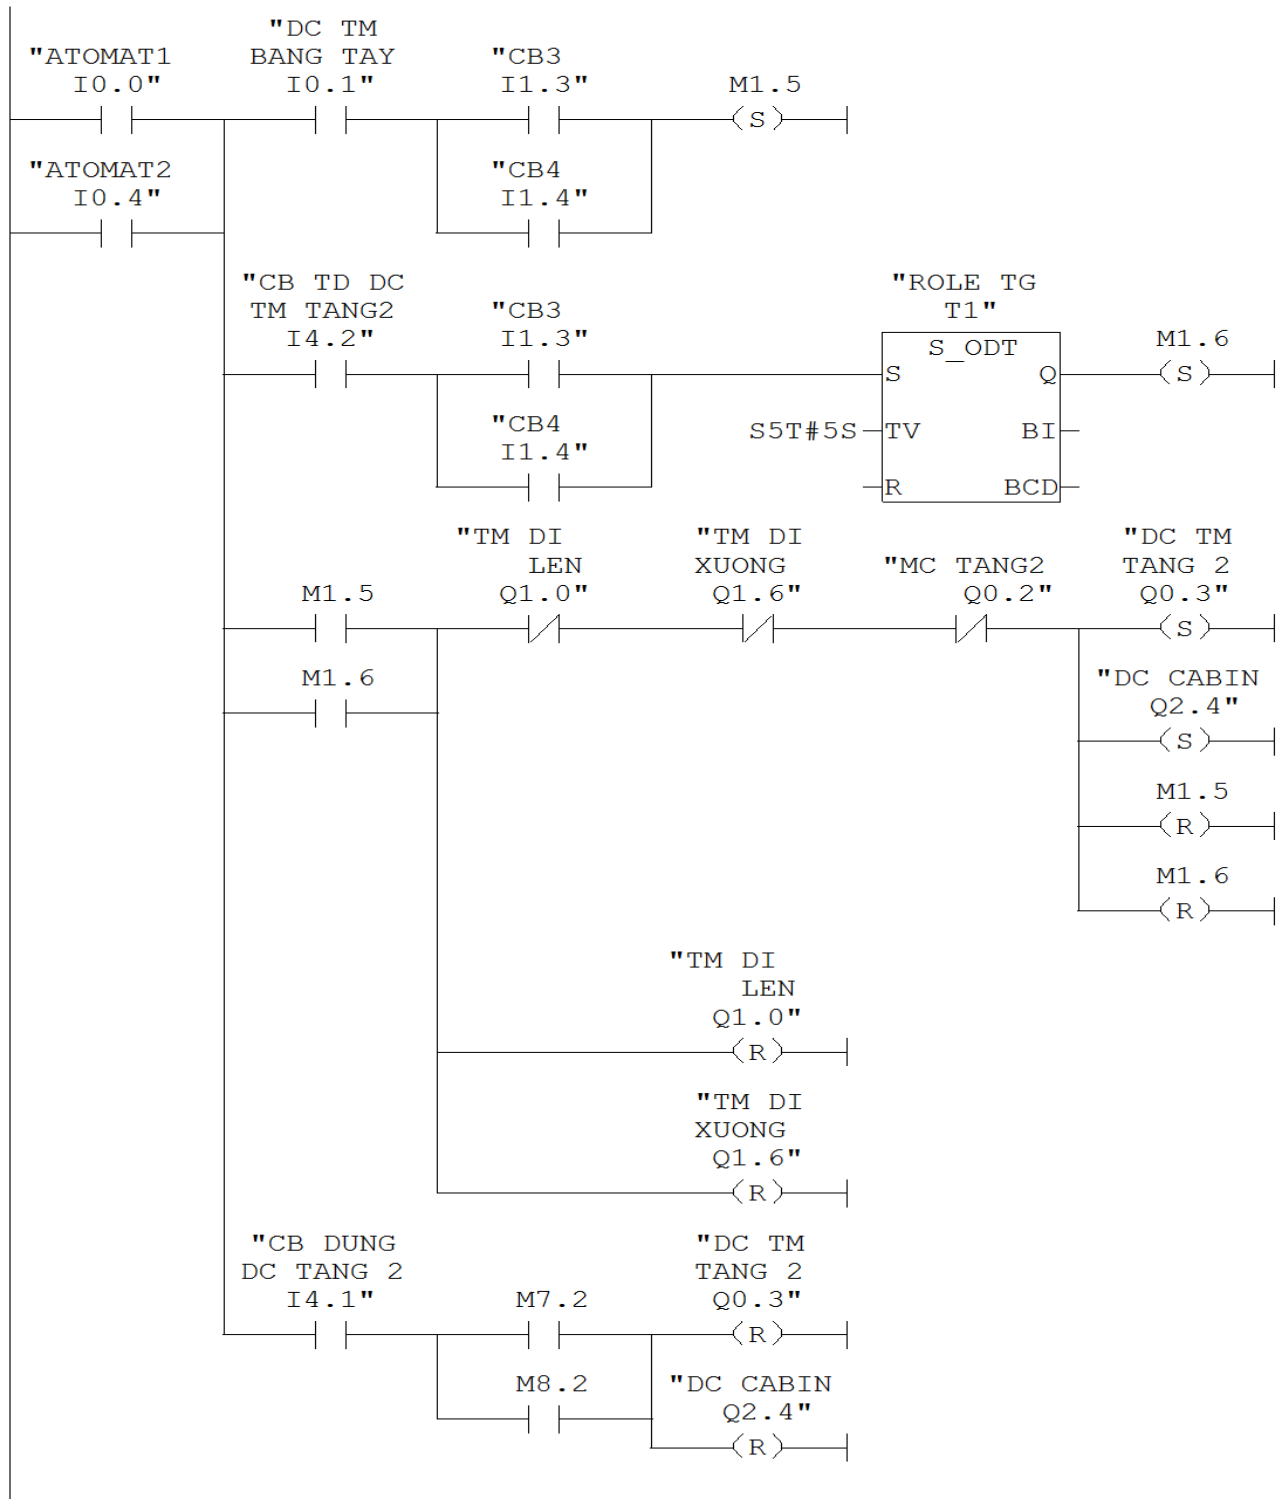 "DC TM
"ATOMAT1 BANG TAY "CB3
I0.0" I0.1" I1.3" M1.5
(S)
"ATOMAT2 "CB4
I0.4" I1.4"
"CB TD DC "ROLE TG
TM TANG2 "CB3 T1"
I4.2" I1.3" S_ODT M1.6
S Q (S)
"CB4
I1.4" S5T#5S TV BI
R BCD
"TM DI "TM DI "DC TM
LEN XUONG "MC TANG2 TANG 2
M1.5 Q1.0" Q1.6" Q0.2" Q0.3"
(S)
M1.6 "DC CABIN
Q2.4"
(S)
M1.5
(R)
M1.6
(R)
"TM DI
LEN
Q1.0"
(R)
"TM DI
XUONG
Q1.6"
(R)
"CB DUNG "DC TM
DC TANG 2 TANG 2
I4.1" M7.2 Q0.3"
(R)
M8.2 "DC CABIN
Q2.4"
(R)